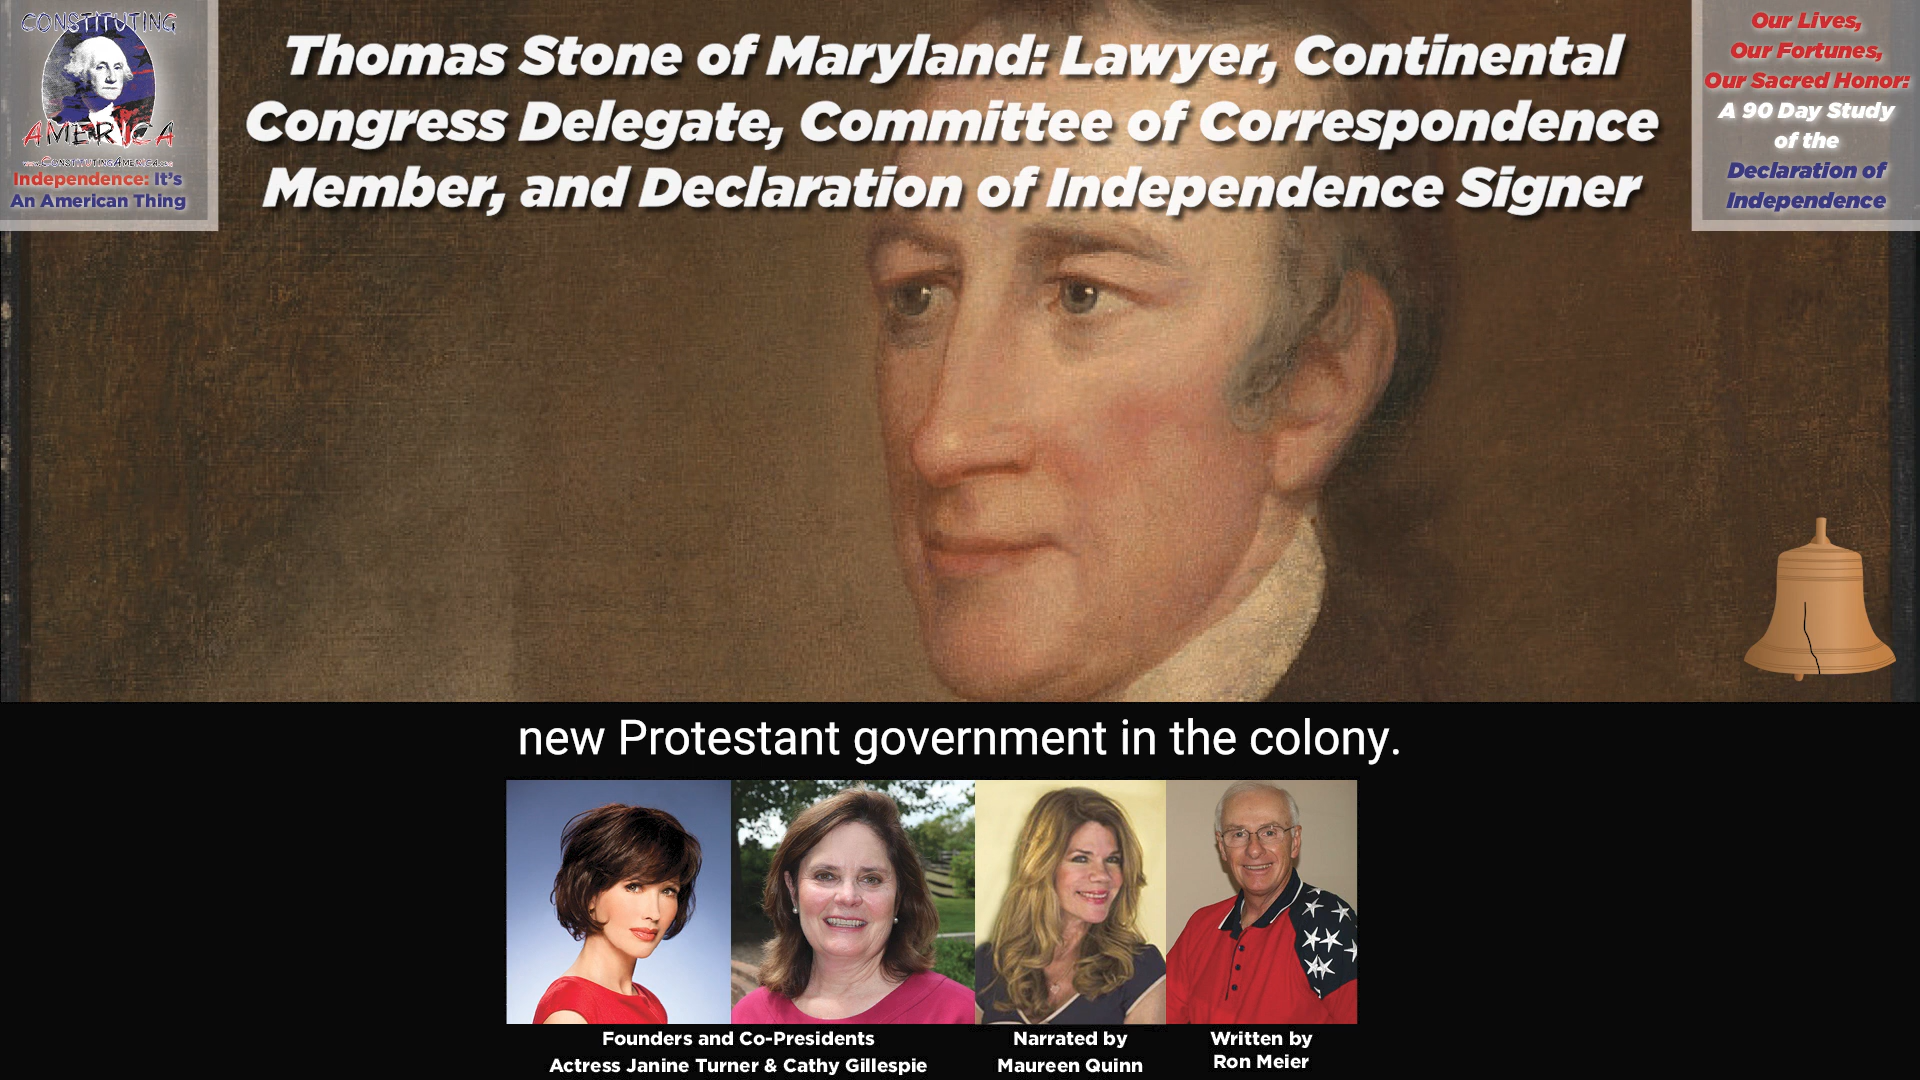 CONSTITUTING
AMERICA
www.ConstitutingAmerica.org
Independence: It's
An American Thing
Thomas Stone of Maryland: Lawyer, Continental
Congress Delegate, Committee of Correspondence
Member, and Declaration of Independence Signer
Our Lives,
Our Fortunes,
Our Sacred Honor:
A 90 Day Study
of the
Declaration of
Independence
new Protestant government in the colony.
Founders and Co-Presidents
Actress Janine Turner & Cathy Gillespie
Narrated by
Maureen Quinn
Written by
Ron Meier